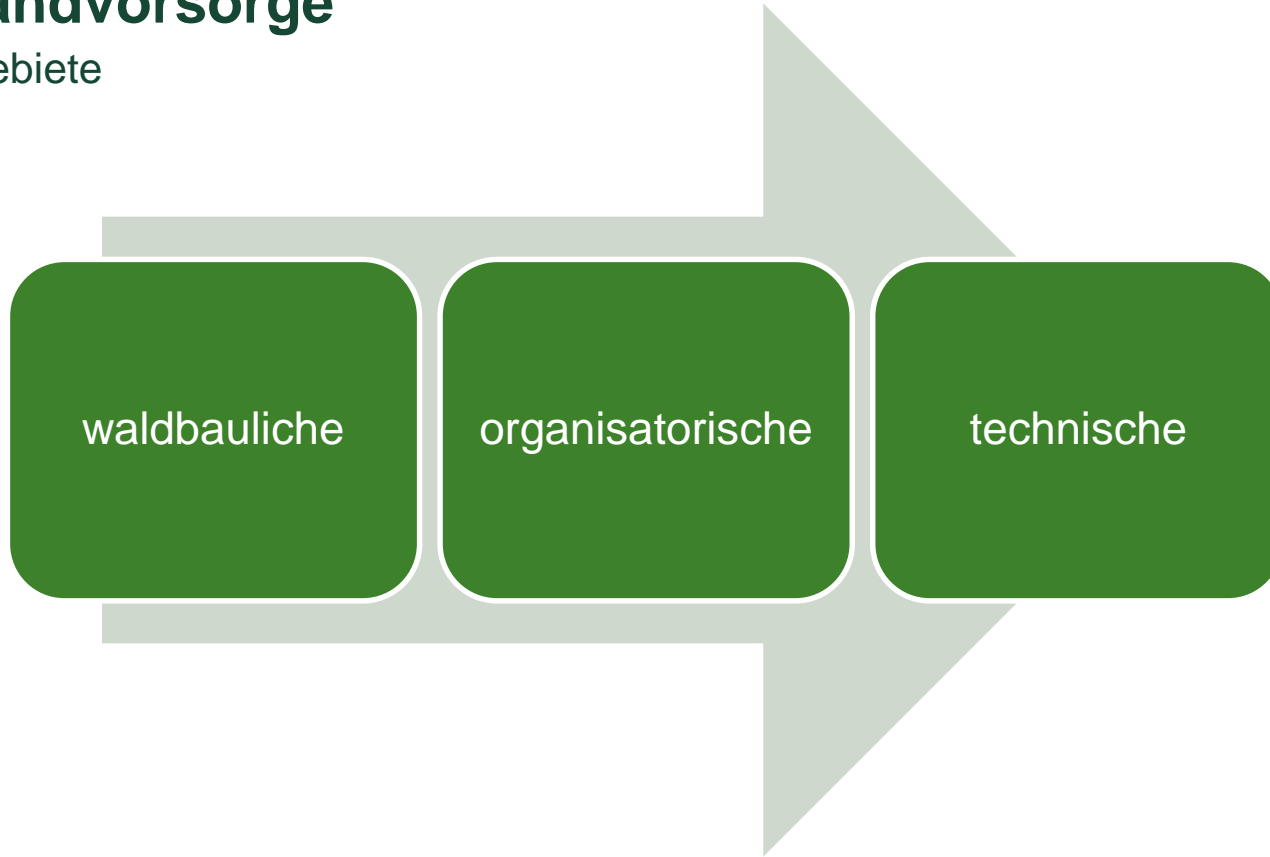 andvorsorge
ebiete
waldbauliche
organisatorische
technische